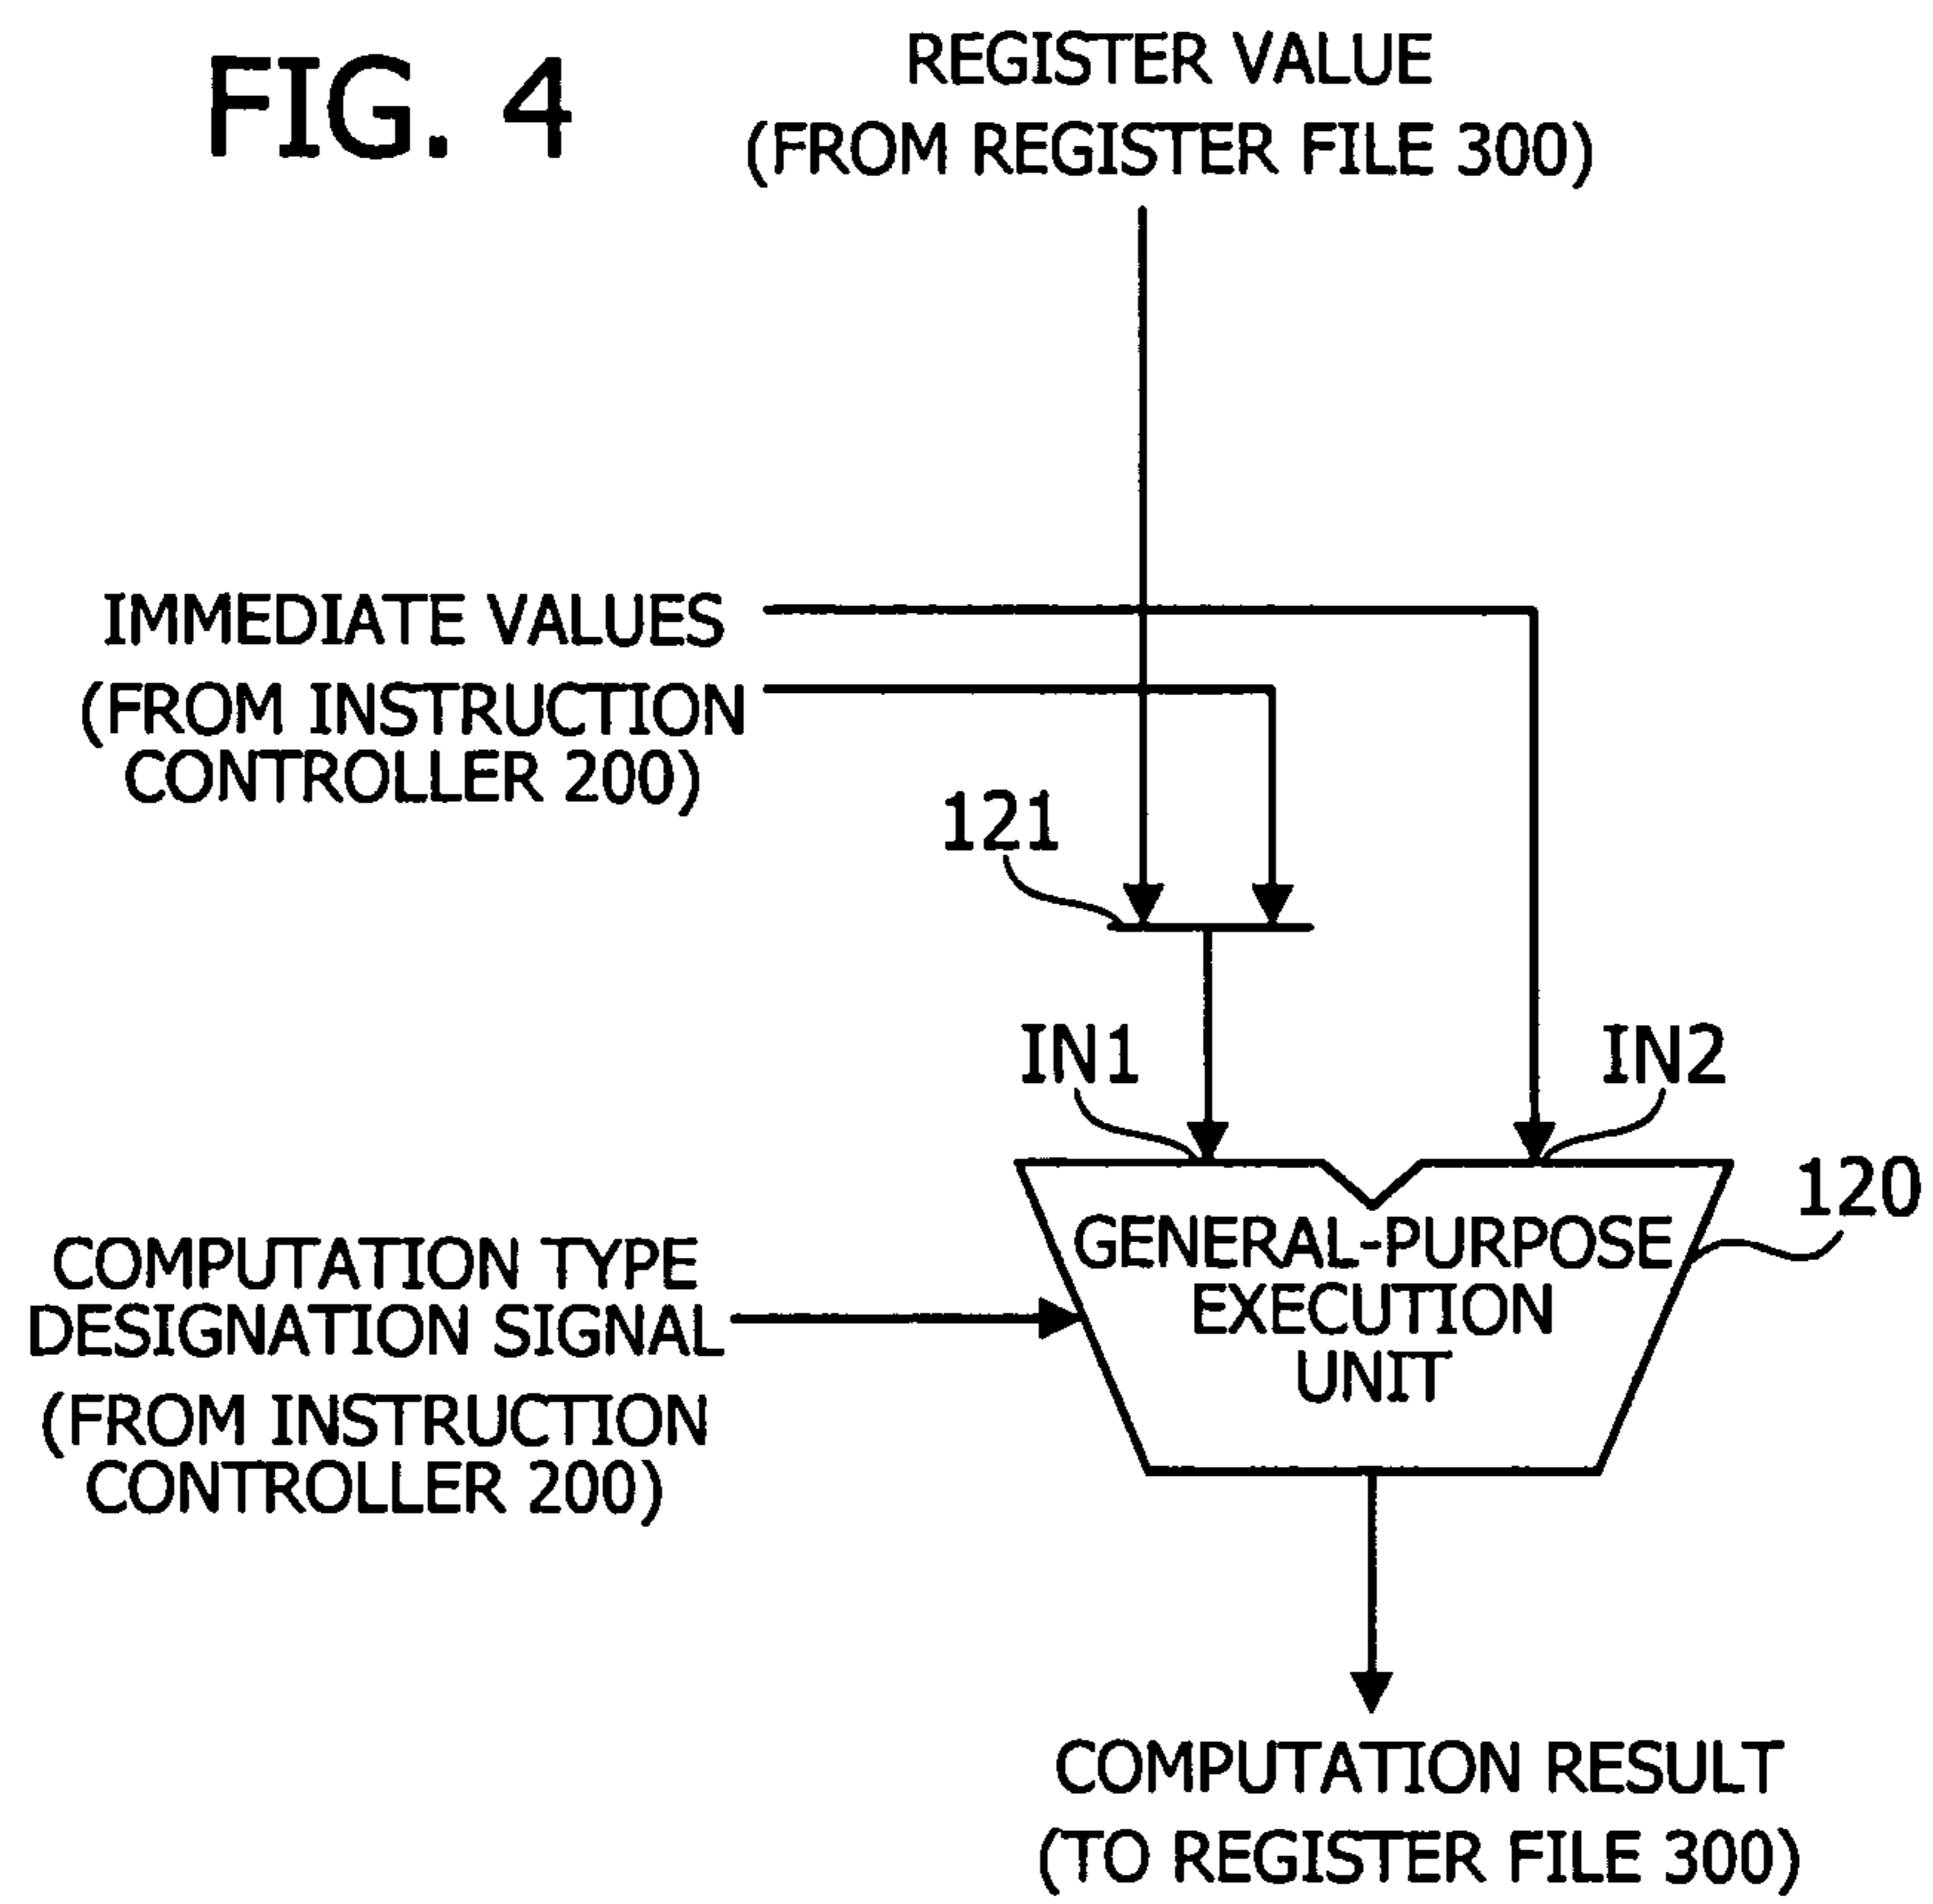 FIG. 4
REGISTER VALUE
(FROM REGISTER FILE 300)
IMMEDIATE VALUES
(FROM INSTRUCTION
CONTROLLER 200)
121
IN1
IN2
120
GENERAL-PURPOSE
EXECUTION
UNIT
COMPUTATION TYPE
DESIGNATION SIGNAL
(FROM INSTRUCTION
CONTROLLER 200)
COMPUTATION RESULT
(TO REGISTER FILE 300)